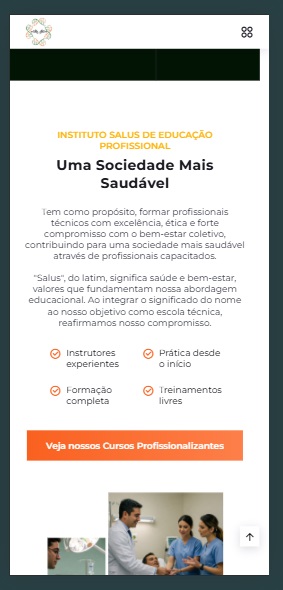 INSTITUTO SALUS DE EDUCAÇÃO
PROFISSIONAL
Uma Sociedade Mais
Saudável
Tem como propósito, formar profissionais
técnicos com excelência, ética e forte
compromisso com o bem-estar coletivo,
contribuindo para uma sociedade mais saudável
através de profissionais capacitados.
"Salus", do latim, significa saúde e bem-estar,
valores que fundamentam nossa abordagem
educacional. Ao integrar o significado do nome
ao nosso objetivo como escola técnica,
reafirmamos nosso compromisso.
Instrutores
experientes
Prática desde
o início
Formação
completa
Treinamentos
livres
Veja nossos Cursos Profissionalizantes